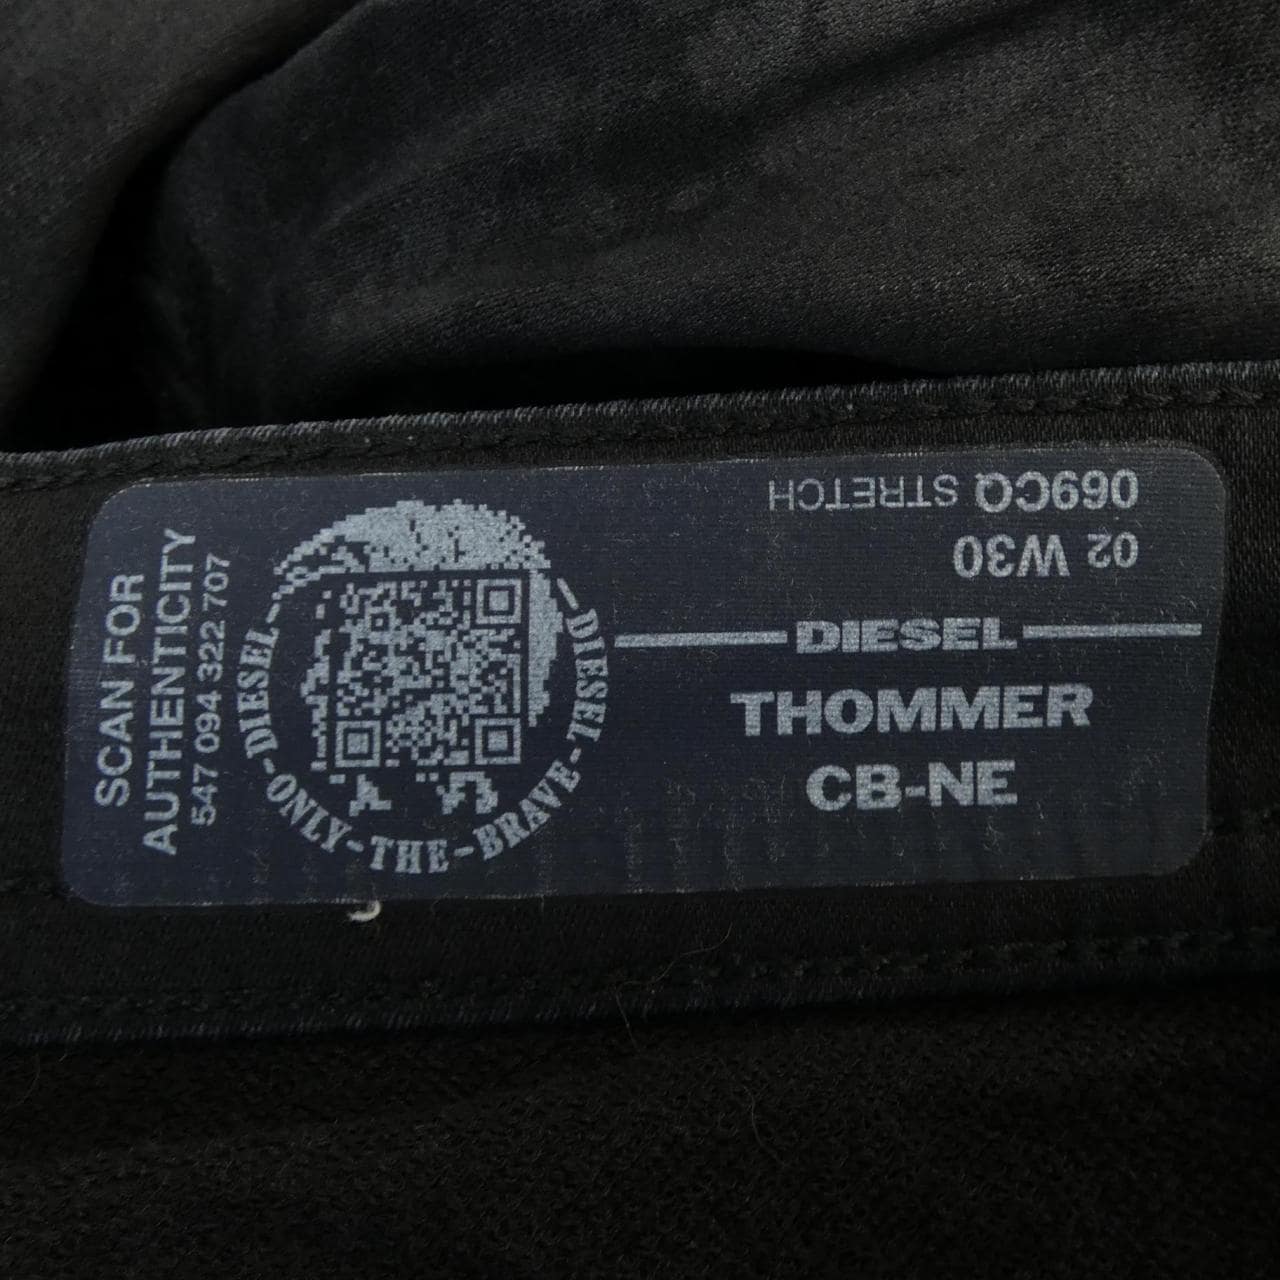 SCAN FOR
AUTHENTICITY
547 094 322 707
DIESEL-ONLY-THE-BRAVE-DIESEL
069CQ STRETCH
02 W30
DIESEL
THOMMER
CB-NE